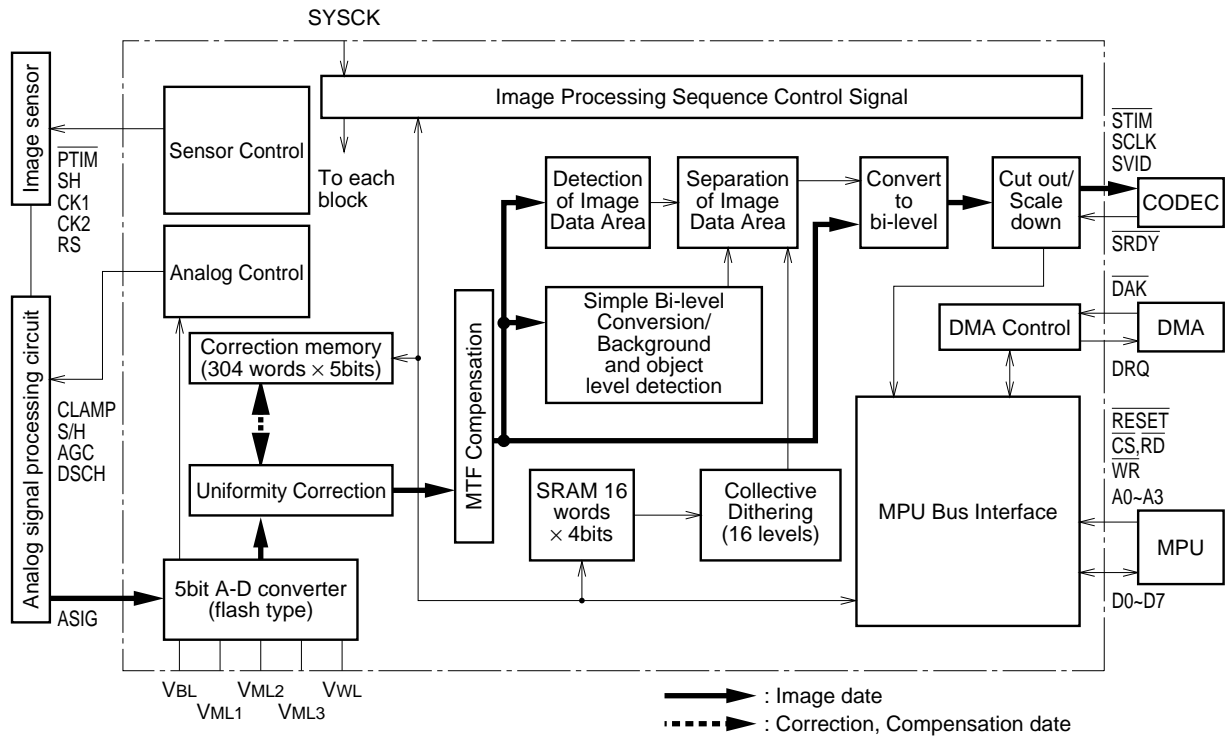 SYSCK
Image Processing Sequence Control Signal
Image sensor
Sensor Control
PTIM
SH
CK1
CK2
RS
To each
block
Analog Control
Analog signal processing circuit
CLAMP
S/H
AGC
DSCH
Correction memory
(304 words × 5bits)
Uniformity Correction
5bit A-D converter
(flash type)
ASIG
VBL
VML1
VML2
VML3
VWL
MTF Compensation
Detection
of Image
Data Area
Separation
of Image
Data Area
Convert
to
bi-level
Cut out/
Scale
down
Simple Bi-level
Conversion/
Background
and object
level detection
SRAM 16
words
× 4bits
Collective
Dithering
(16 levels)
DMA Control
MPU Bus Interface
STIM
SCLK
SVID
CODEC
SRDY
DAK
DMA
DRQ
RESET
CS,RD
WR
A0~A3
MPU
D0~D7
: Image date
: Correction, Compensation date